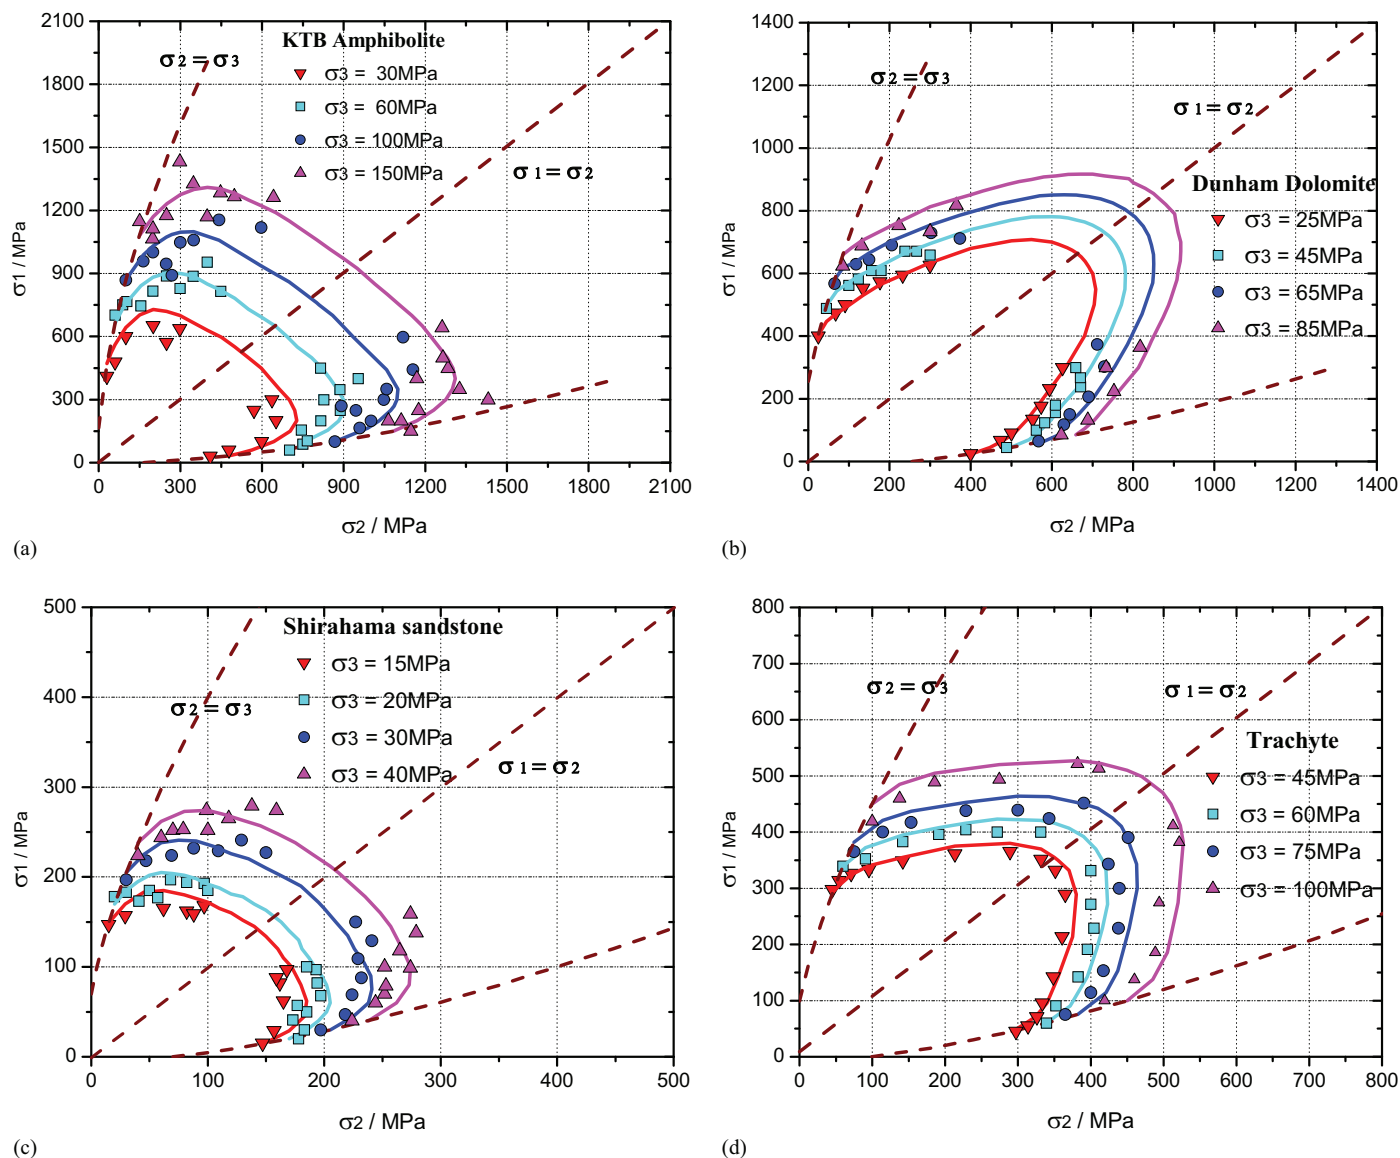 2100
1800
1500
1200
900
600
300
0
σ1 / MPa
σ2 = σ3
KTB Amphibolite
σ3 = 30MPa
σ3 = 60MPa
σ3 = 100MPa
σ3 = 150MPa
σ1 = σ2
0 300 600 900 1200 1500 1800 2100
σ2 / MPa
(a)
1400
1200
1000
800
600
400
200
0
σ1 / MPa
σ2 = σ3
σ1 = σ2
Dunham Dolomite
σ3 = 25MPa
σ3 = 45MPa
σ3 = 65MPa
σ3 = 85MPa
0 200 400 600 800 1000 1200 1400
σ2 / MPa
(b)
500
400
300
200
100
0
σ1 / MPa
σ2 = σ3
Shirahama sandstone
σ3 = 15MPa
σ3 = 20MPa
σ3 = 30MPa
σ3 = 40MPa
σ1 = σ2
0 100 200 300 400 500
σ2 / MPa
(c)
800
700
600
500
400
300
200
100
0
σ1 / MPa
σ2 = σ3
σ1 = σ2
Trachyte
σ3 = 45MPa
σ3 = 60MPa
σ3 = 75MPa
σ3 = 100MPa
0 100 200 300 400 500 600 700 800
σ2 / MPa
(d)